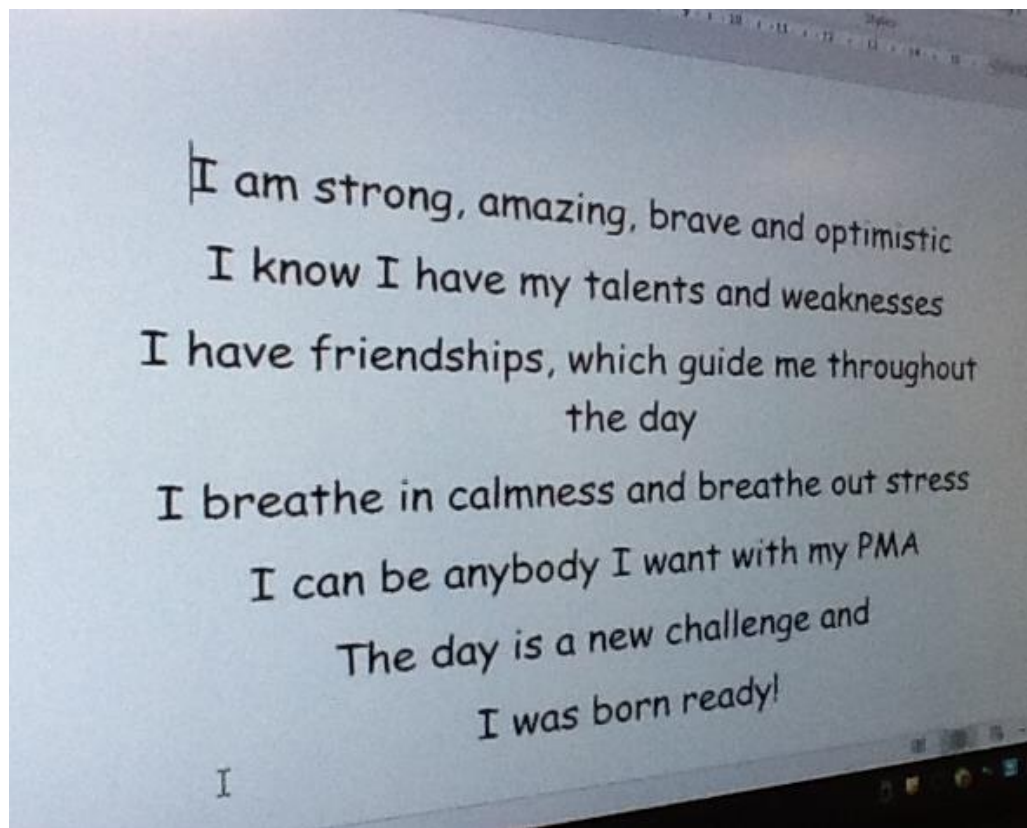 I am strong, amazing, brave and optimistic
I know I have my talents and weaknesses
I have friendships, which guide me throughout
the day
I breathe in calmness and breathe out stress
I can be anybody I want with my PMA
The day is a new challenge and
I was born ready!